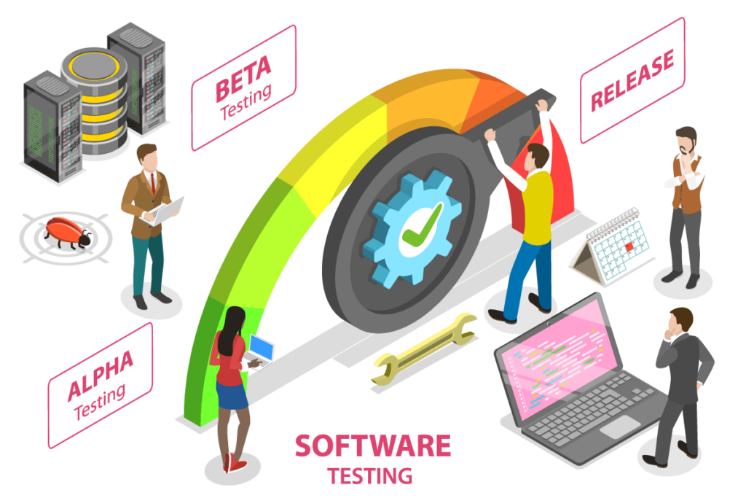 BETA
Testing
RELEASE
ALPHA
Testing
SOFTWARE
TESTING